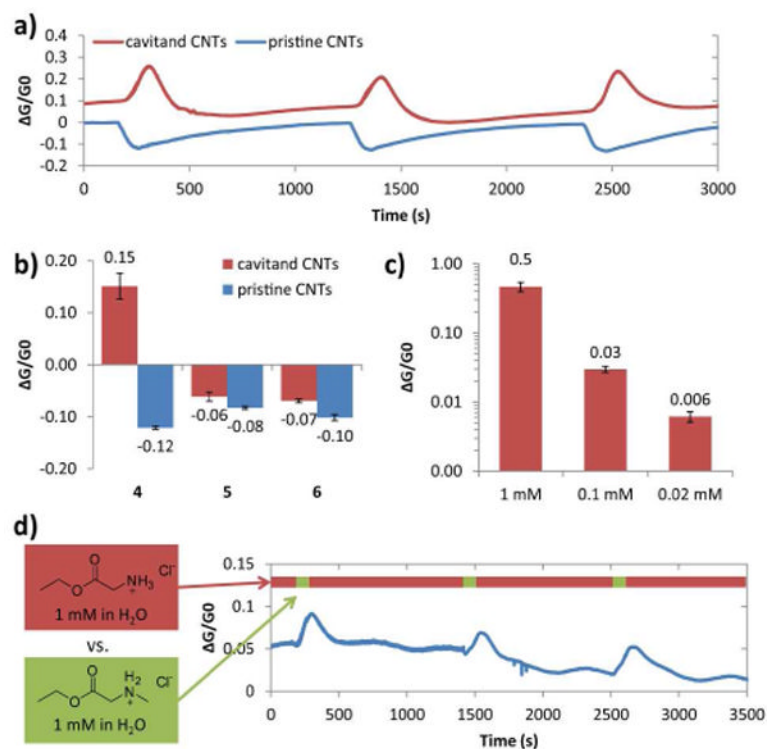 a)
cavitand CNTs
pristine CNTs
ΔG/G0
0.4
0.3
0.2
0.1
0
-0.1
-0.2
0
500
1000
1500
2000
2500
3000
Time (s)
b)
cavitand CNTs
pristine CNTs
ΔG/G0
0.20
0.10
0.00
-0.10
-0.20
0.15
-0.12
-0.06
-0.08
-0.07
-0.10
4
5
6
c)
ΔG/G0
1.00
0.10
0.01
0.00
0.5
0.03
0.006
1 mM
0.1 mM
0.02 mM
d)
O
O
NH3
+
Cl-
1 mM in H2O
vs.
O
O
H2
N
+
Cl-
1 mM in H2O
ΔG/G0
0.15
0.1
0.05
0
0
500
1000
1500
2000
2500
3000
3500
Time (s)